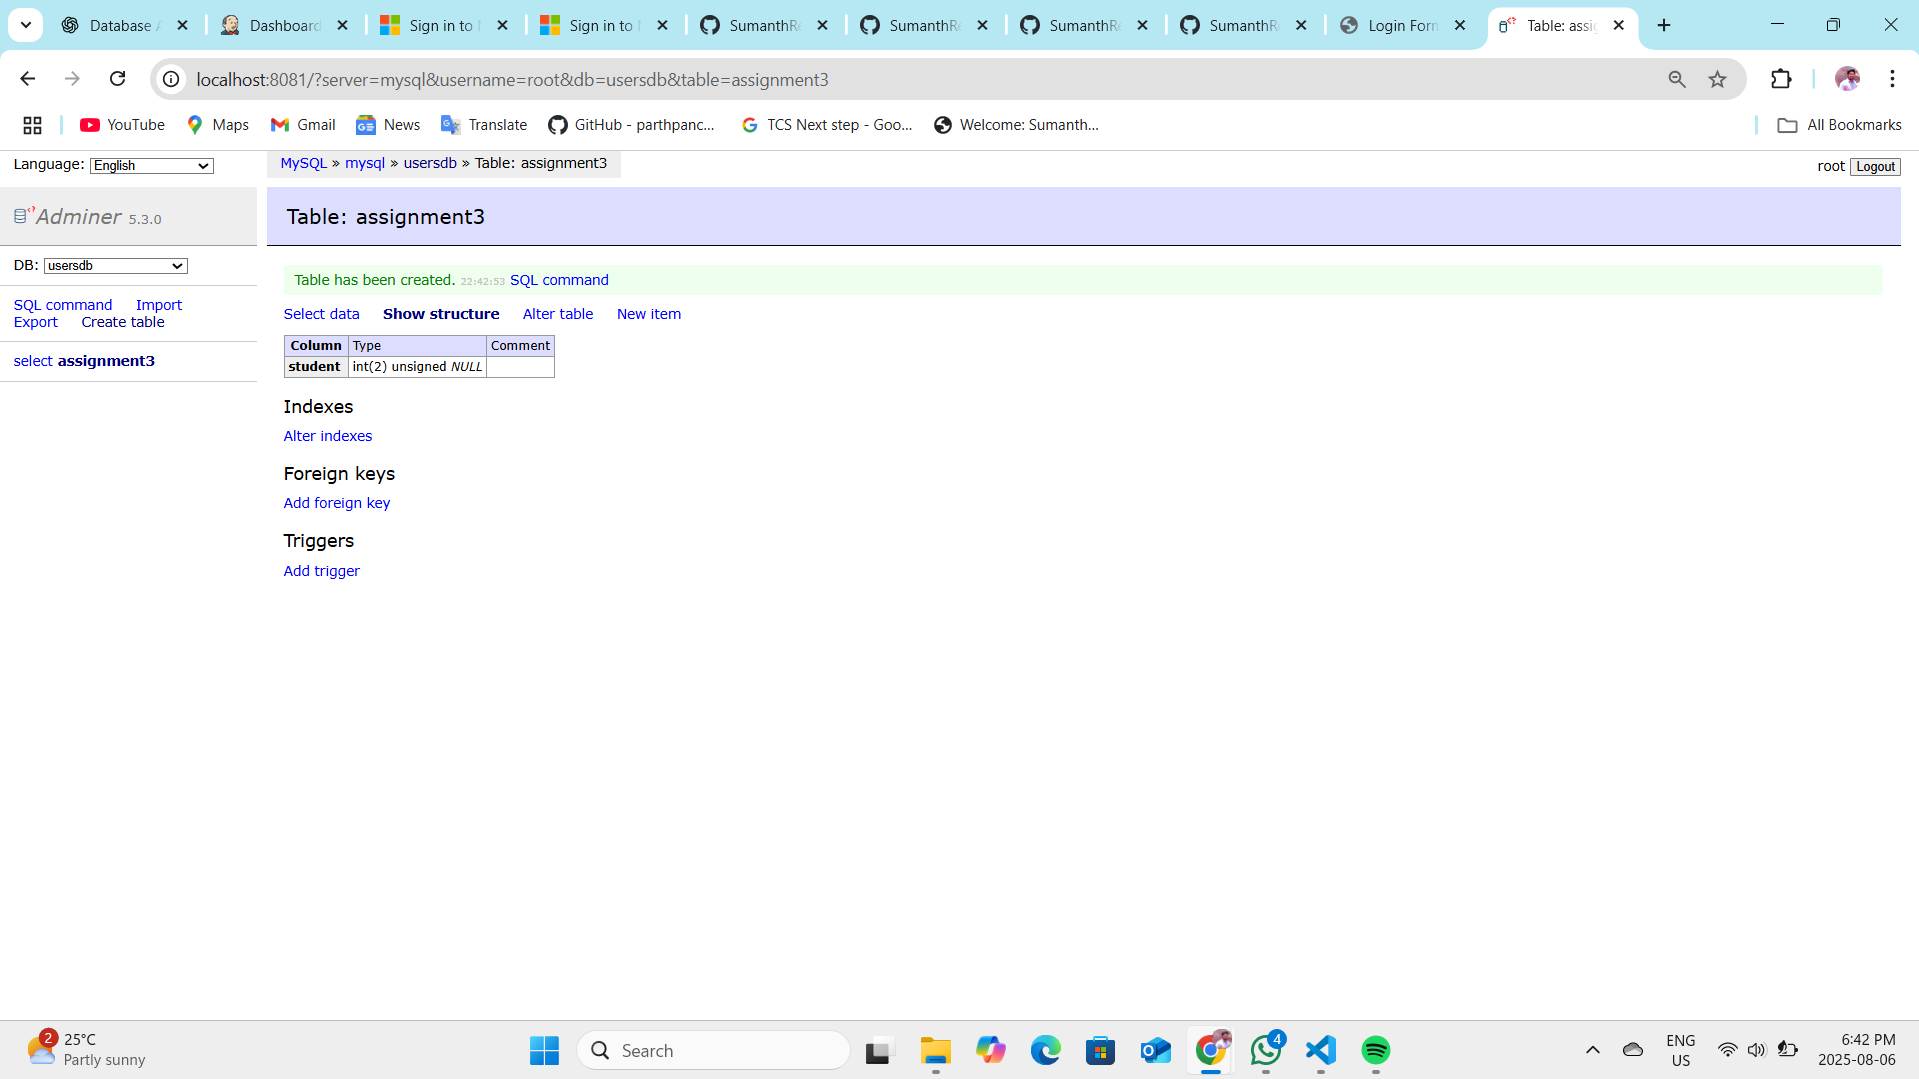 Database A
Dashboard
Sign in to
Sign in to
SumanthRe
SumanthRe
SumanthRe
SumanthRe
Login Form
Table: assig
localhost:8081/?server=mysql&username=root&db=usersdb&table=assignment3
YouTube
Maps
Gmail
News
Translate
GitHub - parthpanc...
TCS Next step - Goo...
Welcome: Sumanth...
All Bookmarks
Language: English
MySQL » mysql » usersdb » Table: assignment3
root Logout
Adminer 5.3.0
Table: assignment3
DB: usersdb
Table has been created. 22:42:53 SQL command
SQL command Import
Export Create table
select assignment3
Select data Show structure Alter table New item
Column Type Comment
student int(2) unsigned NULL
Indexes
Alter indexes
Foreign keys
Add foreign key
Triggers
Add trigger
2
25°C
Partly sunny
Search
4
ENG
US
6:42 PM
2025-08-06